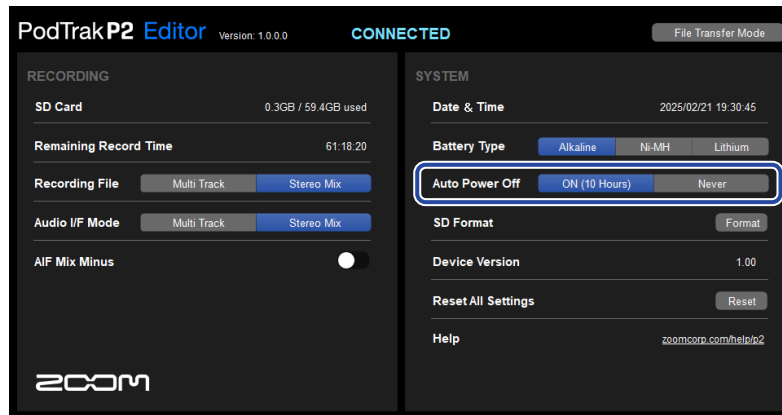 PodTrak P2 Editor Version: 1.0.0.0 CONNECTED File Transfer Mode
RECORDING
SD Card 0.3GB / 59.4GB used
Remaining Record Time 61:18:20
Recording File Multi Track Stereo Mix
Audio I/F Mode Multi Track Stereo Mix
AIF Mix Minus
ZOOM
SYSTEM
Date & Time 2025/02/21 19:30:45
Battery Type Alkaline Ni-MH Lithium
Auto Power Off ON (10 Hours) Never
SD Format Format
Device Version 1.00
Reset All Settings Reset
Help zoomcorp.com/help/p2